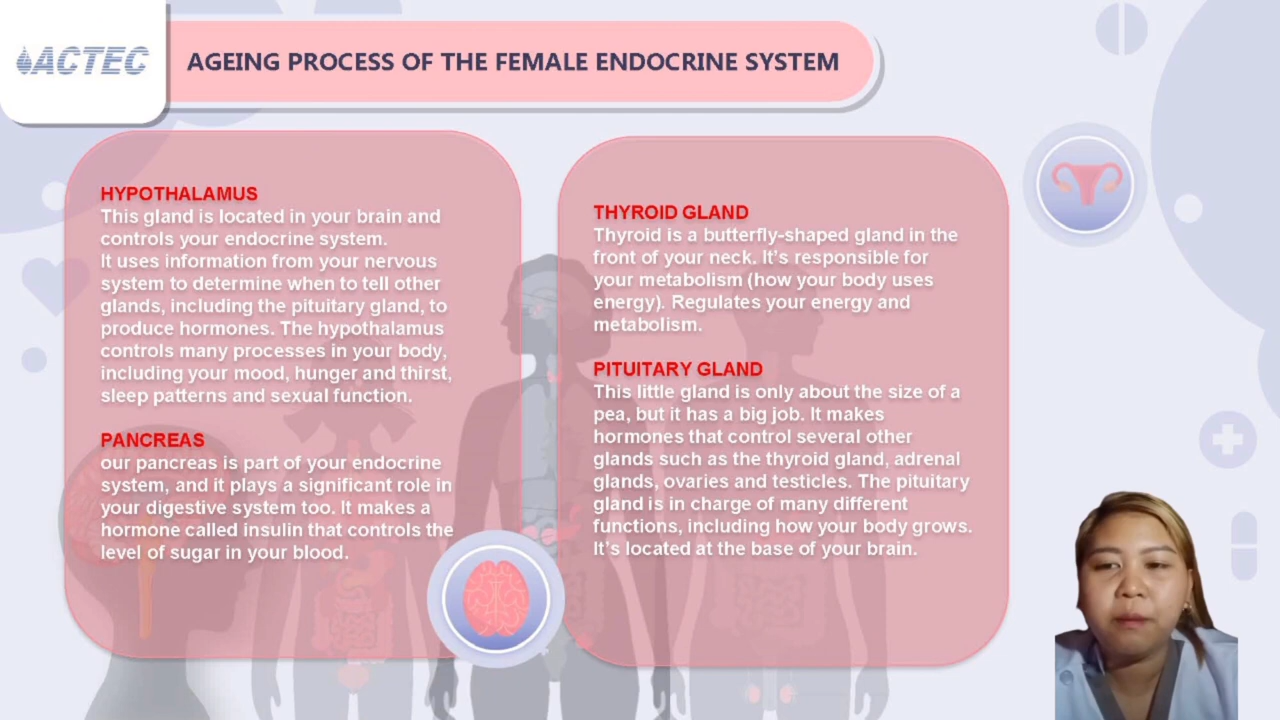 ACTEC
AGEING PROCESS OF THE FEMALE ENDOCRINE SYSTEM
HYPOTHALAMUS
This gland is located in your brain and
controls your endocrine system.
It uses information from your nervous
system to determine when to tell other
glands, including the pituitary gland, to
produce hormones. The hypothalamus
controls many processes in your body,
including your mood, hunger and thirst,
sleep patterns and sexual function.
PANCREAS
our pancreas is part of your endocrine
system, and it plays a significant role in
your digestive system too. It makes a
hormone called insulin that controls the
level of sugar in your blood.
THYROID GLAND
Thyroid is a butterfly-shaped gland in the
front of your neck. It’s responsible for
your metabolism (how your body uses
energy). Regulates your energy and
metabolism.
PITUITARY GLAND
This little gland is only about the size of a
pea, but it has a big job. It makes
hormones that control several other
glands such as the thyroid gland, adrenal
glands, ovaries and testicles. The pituitary
gland is in charge of many different
functions, including how your body grows.
It’s located at the base of your brain.